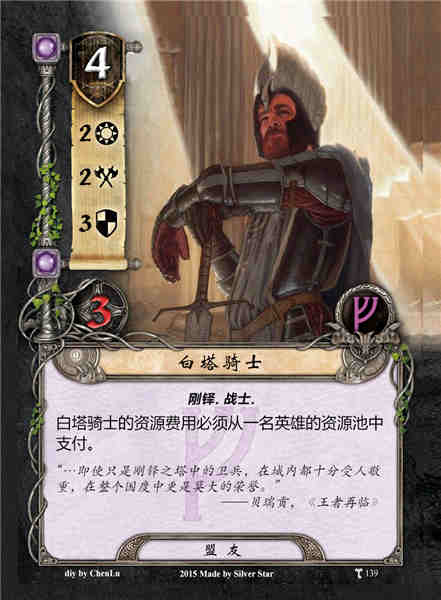 4
2
2
3
3
白塔骑士
刚铎. 战士.
白塔骑士的资源费用必须从一名英雄的资源池中
支付。
“…即使只是刚铎之塔中的卫兵，在城内都十分受人敬
重，在整个国度中更是莫大的荣誉。”
——贝瑞贡，《王者再临》
盟友
diy by ChenLu 2015 Made by Silver Star 139